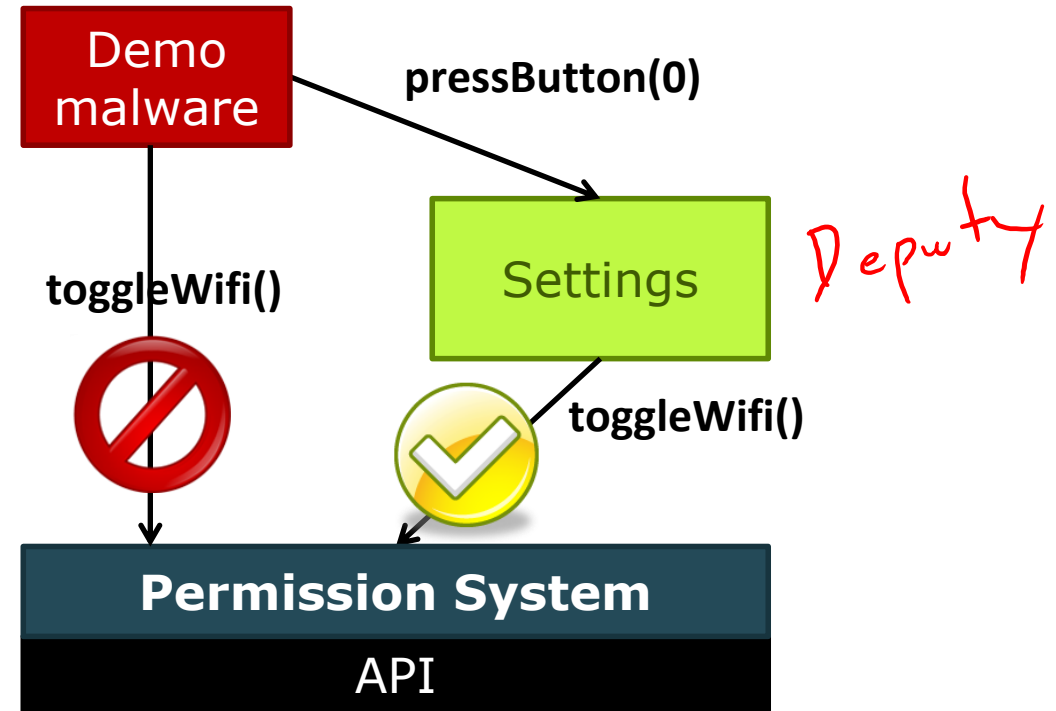 Demo
malware
pressButton(0)
Deputy
toggleWifi()
Settings
toggleWifi()
Permission System
API